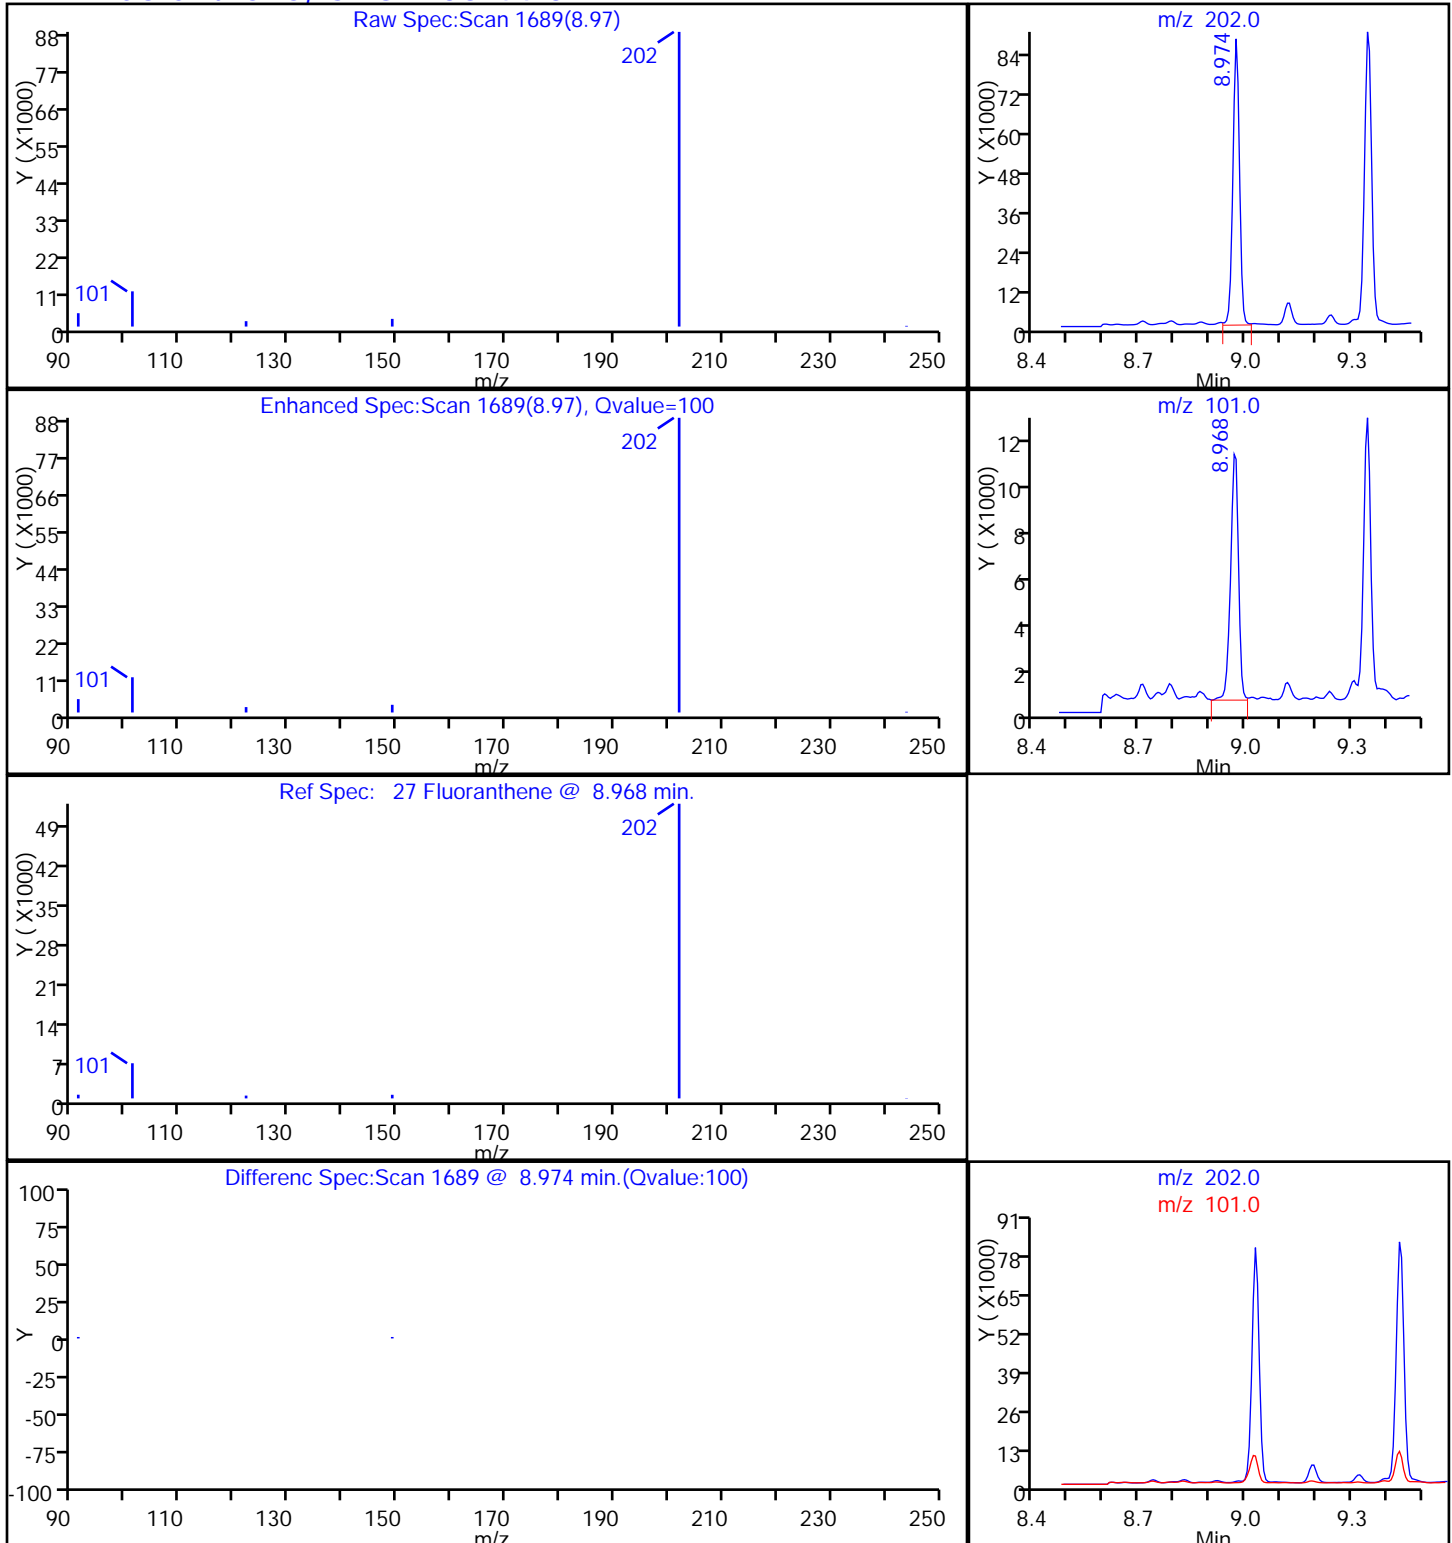 Raw Spec:Scan 1689(8.97)
88
77
66
55
44
33
22
11
0
Y ( X1000)
202
101
90 110 130 150 170 190 210 230 250
m/z
m/z 202.0
84
72
60
48
36
24
12
0
Y ( X1000)
8.974
8.4 8.7 9.0 9.3
Min
Enhanced Spec:Scan 1689(8.97), Qvalue=100
88
77
66
55
44
33
22
11
0
Y ( X1000)
202
101
90 110 130 150 170 190 210 230 250
m/z
m/z 101.0
12
10
8
6
4
2
0
Y ( X1000)
8.968
8.4 8.7 9.0 9.3
Min
Ref Spec: 27 Fluoranthene @ 8.968 min.
49
42
35
28
21
14
7
0
Y ( X1000)
202
101
90 110 130 150 170 190 210 230 250
m/z
Differenc Spec:Scan 1689 @ 8.974 min.(Qvalue:100)
100
75
50
25
0
-25
-50
-75
-100
Y
90 110 130 150 170 190 210 230 250
m/z
m/z 202.0
m/z 101.0
91
78
65
52
39
26
13
0
Y ( X1000)
8.4 8.7 9.0 9.3
Min